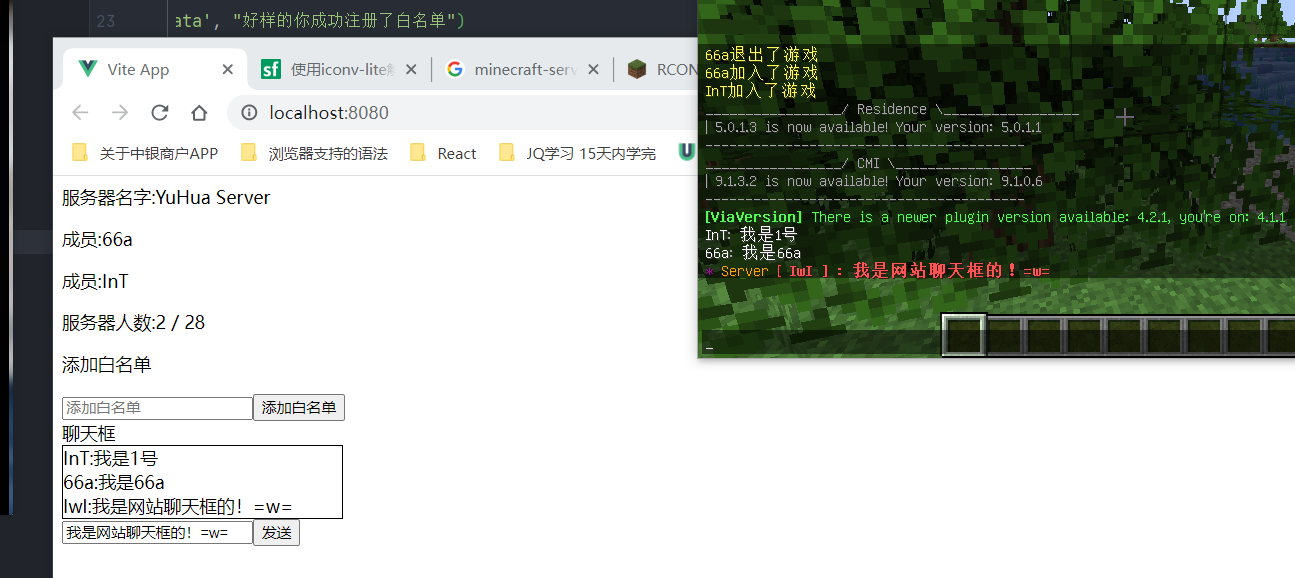 23
ata', "好样的你成功注册了白名单")
Vite App
使用iconv-lite
minecraft-serv
RCON
localhost:8080
关于中银商户APP
浏览器支持的语法
React
JQ学习 15天内学完
服务器名字:YuHua Server
成员:66a
成员:InT
服务器人数:2 / 28
添加白名单
添加白名单
添加白名单
聊天框
InT:我是1号
66a:我是66a
IwI:我是网站聊天框的！=w=
我是网站聊天框的！=w=
发送
66a退出了游戏
66a加入了游戏
InT加入了游戏
_________________/ Residence \_________________
| 5.0.1.3 is now available! Your version: 5.0.1.1
----------------------------------------
_________________/ CMI \_________________
| 9.1.3.2 is now available! Your version: 9.1.0.6
----------------------------------------
[ViaVersion] There is a newer plugin version available: 4.2.1, you're on: 4.1.1
InT: 我是1号
66a: 我是66a
Server [ IwI ] : 我是网站聊天框的！=w=
_